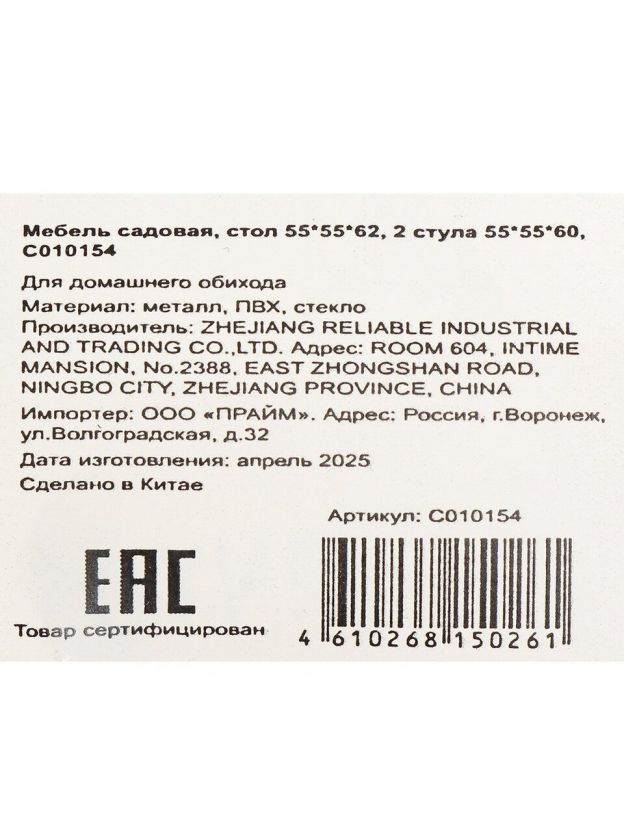 Мебель садовая, стол 55*55*62, 2 стула 55*55*60,
С010154
Для домашнего обихода
Материал: металл, ПВХ, стекло
Производитель: ZHEJIANG RELIABLE INDUSTRIAL
AND TRADING CO.,LTD. Адрес: ROOM 604, INTIME
MANSION, No.2388, EAST ZHONGSHAN ROAD,
NINGBO CITY, ZHEJIANG PROVINCE, CHINA
Импортер: ООО «ПРАЙМ». Адрес: Россия, г.Воронеж,
ул.Волгоградская, д.32
Дата изготовления: апрель 2025
Сделано в Китае
Артикул: С010154
EAC
Товар сертифицирован
4 610268 150261